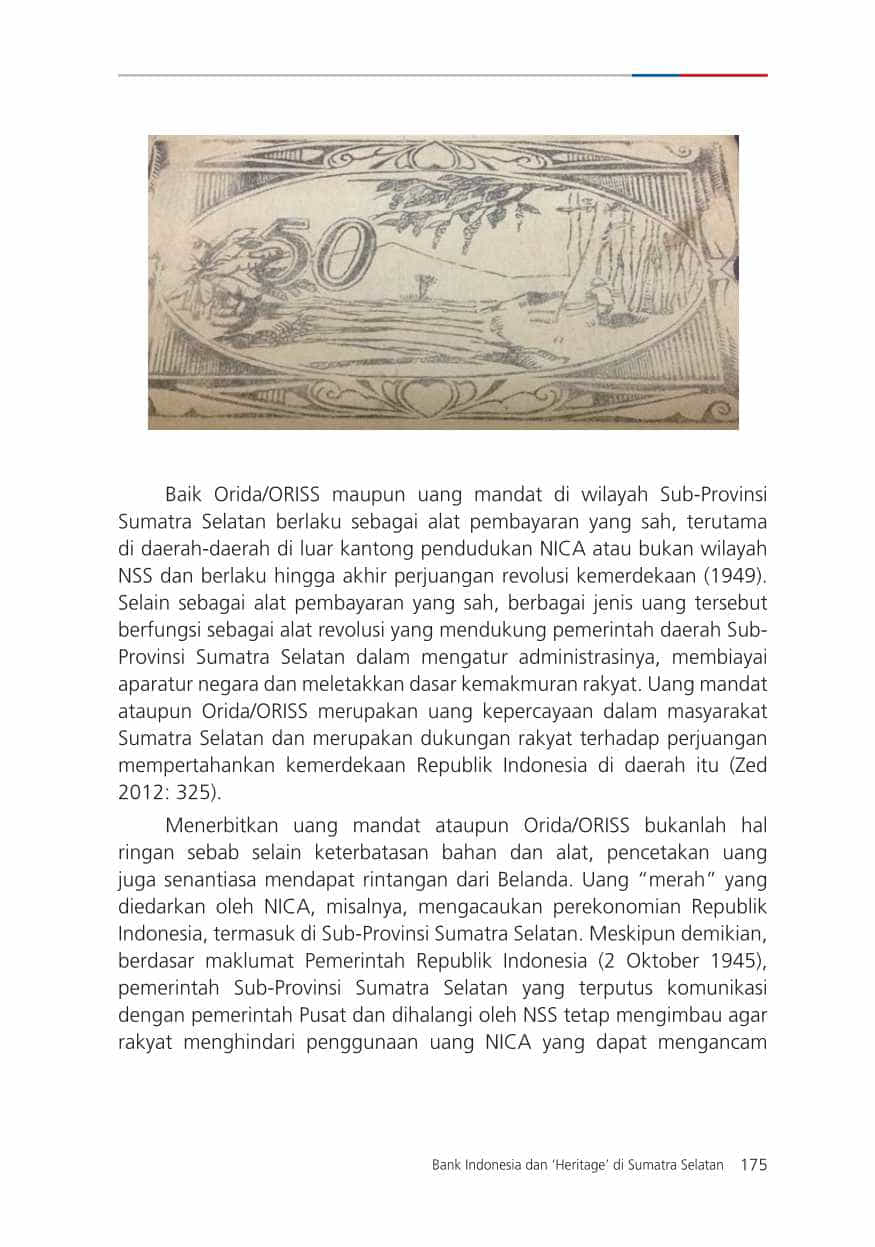 50
Baik Orida/ORISS maupun uang mandat di wilayah Sub-Provinsi
Sumatra Selatan berlaku sebagai alat pembayaran yang sah, terutama
di daerah-daerah di luar kantong pendudukan NICA atau bukan wilayah
NSS dan berlaku hingga akhir perjuangan revolusi kemerdekaan (1949).
Selain sebagai alat pembayaran yang sah, berbagai jenis uang tersebut
berfungsi sebagai alat revolusi yang mendukung pemerintah daerah Sub-
Provinsi Sumatra Selatan dalam mengatur administrasinya, membiayai
aparatur negara dan meletakkan dasar kemakmuran rakyat. Uang mandat
ataupun Orida/ORISS merupakan uang kepercayaan dalam masyarakat
Sumatra Selatan dan merupakan dukungan rakyat terhadap perjuangan
mempertahankan kemerdekaan Republik Indonesia di daerah itu (Zed
2012: 325).
Menerbitkan uang mandat ataupun Orida/ORISS bukanlah hal
ringan sebab selain keterbatasan bahan dan alat, pencetakan uang
juga senantiasa mendapat rintangan dari Belanda. Uang “merah” yang
diedarkan oleh NICA, misalnya, mengacaukan perekonomian Republik
Indonesia, termasuk di Sub-Provinsi Sumatra Selatan. Meskipun demikian,
berdasar maklumat Pemerintah Republik Indonesia (2 Oktober 1945),
pemerintah Sub-Provinsi Sumatra Selatan yang terputus komunikasi
dengan pemerintah Pusat dan dihalangi oleh NSS tetap mengimbau agar
rakyat menghindari penggunaan uang NICA yang dapat mengancam
Bank Indonesia dan ‘Heritage’ di Sumatra Selatan 175